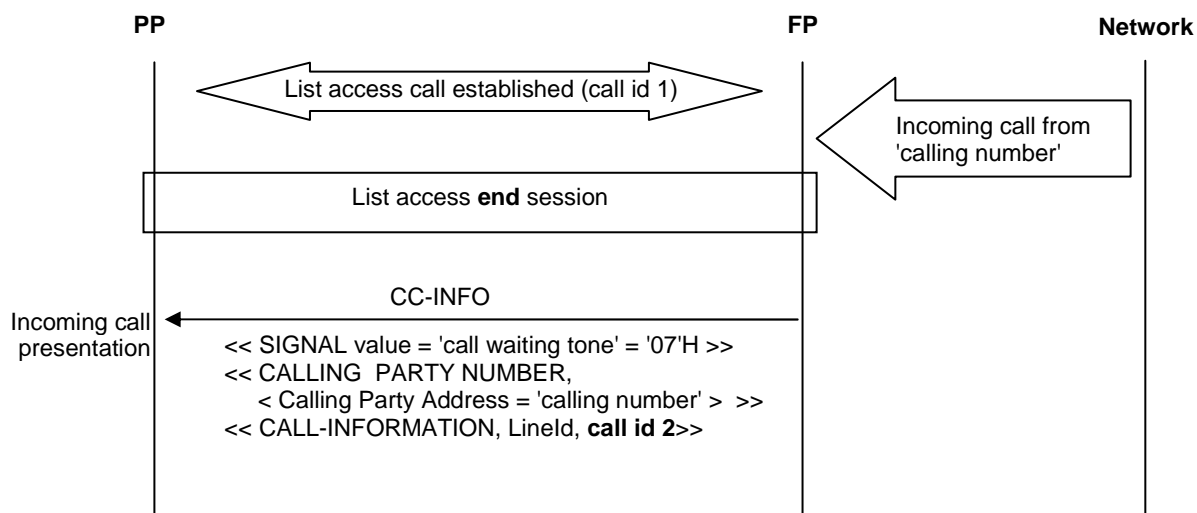 PP
FP
Network
List access call established (call id 1)
Incoming call from
'calling number'
List access end session
CC-INFO
Incoming call
presentation
<< SIGNAL value = 'call waiting tone' = '07'H >>
<< CALLING PARTY NUMBER,
< Calling Party Address = 'calling number' > >>
<< CALL-INFORMATION, LineId, call id 2>>